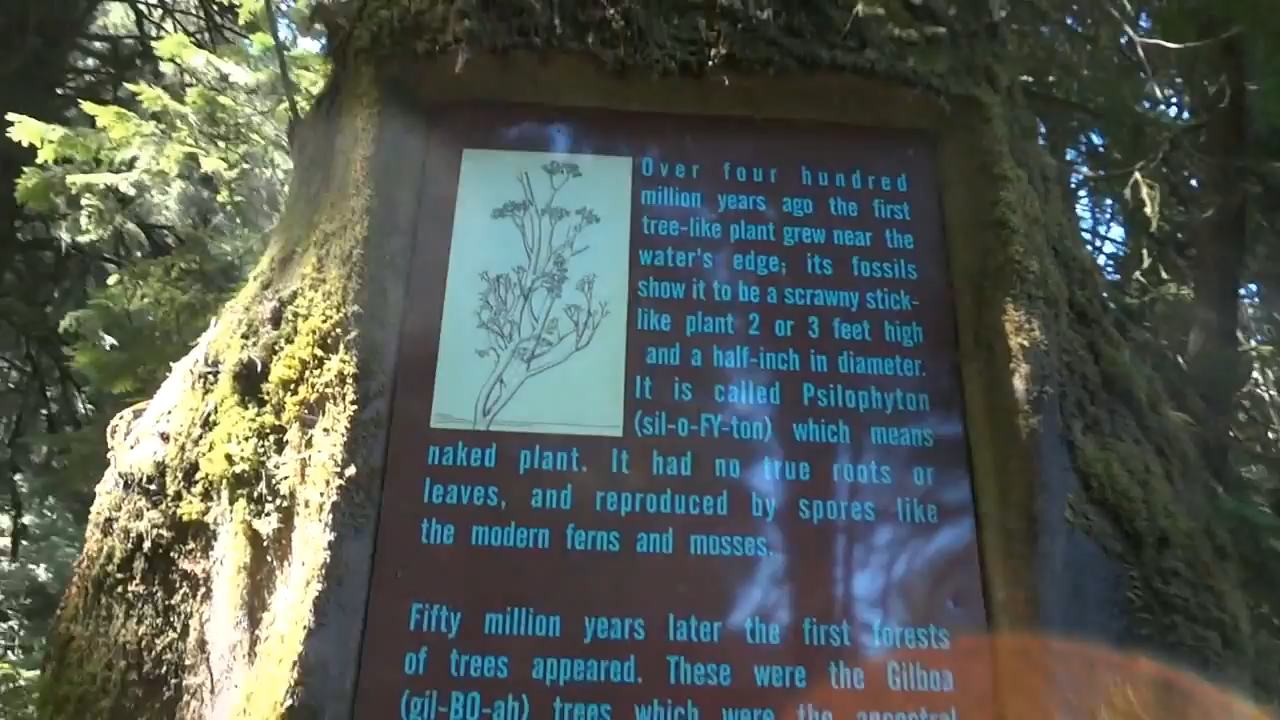 Over four hundred
million years ago the first
tree-like plant grew near the
water's edge; its fossils
show it to be a scrawny stick-
like plant 2 or 3 feet high
and a half-inch in diameter.
It is called Psilophyton
(sil-o-FY-ton) which means
naked plant. It had no true roots or
leaves, and reproduced by spores like
the modern ferns and mosses.
Fifty million years later the first forests
of trees appeared. These were the Gilboa
(gil-BO-ah) trees which were the ancestral